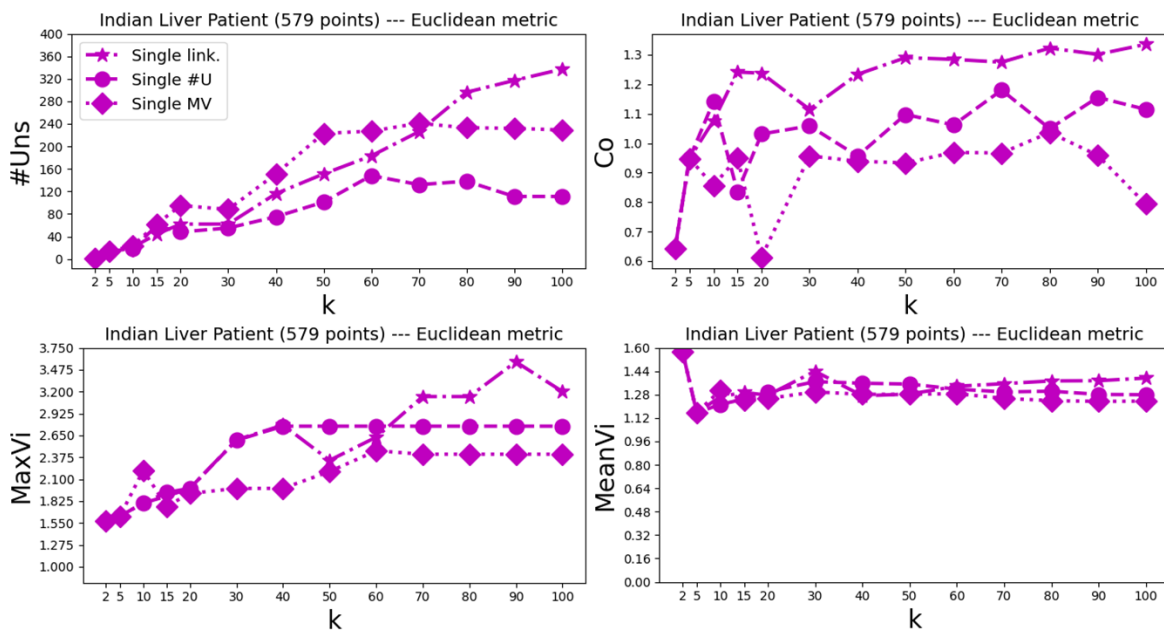 Indian Liver Patient (579 points) --- Euclidean metric
400
360
320
280
240
200
160
120
80
40
0
#Uns
Single link.
Single #U
Single MV
2 5 10 15 20 30 40 50 60 70 80 90 100
k
Indian Liver Patient (579 points) --- Euclidean metric
1.3
1.2
1.1
1.0
0.9
0.8
0.7
0.6
Co
2 5 10 15 20 30 40 50 60 70 80 90 100
k
Indian Liver Patient (579 points) --- Euclidean metric
3.750
3.475
3.200
2.925
2.650
2.375
2.100
1.825
1.550
1.275
1.000
MaxVi
2 5 10 15 20 30 40 50 60 70 80 90 100
k
Indian Liver Patient (579 points) --- Euclidean metric
1.60
1.44
1.28
1.12
0.96
0.80
0.64
0.48
0.32
0.16
0.00
MeanVi
2 5 10 15 20 30 40 50 60 70 80 90 100
k